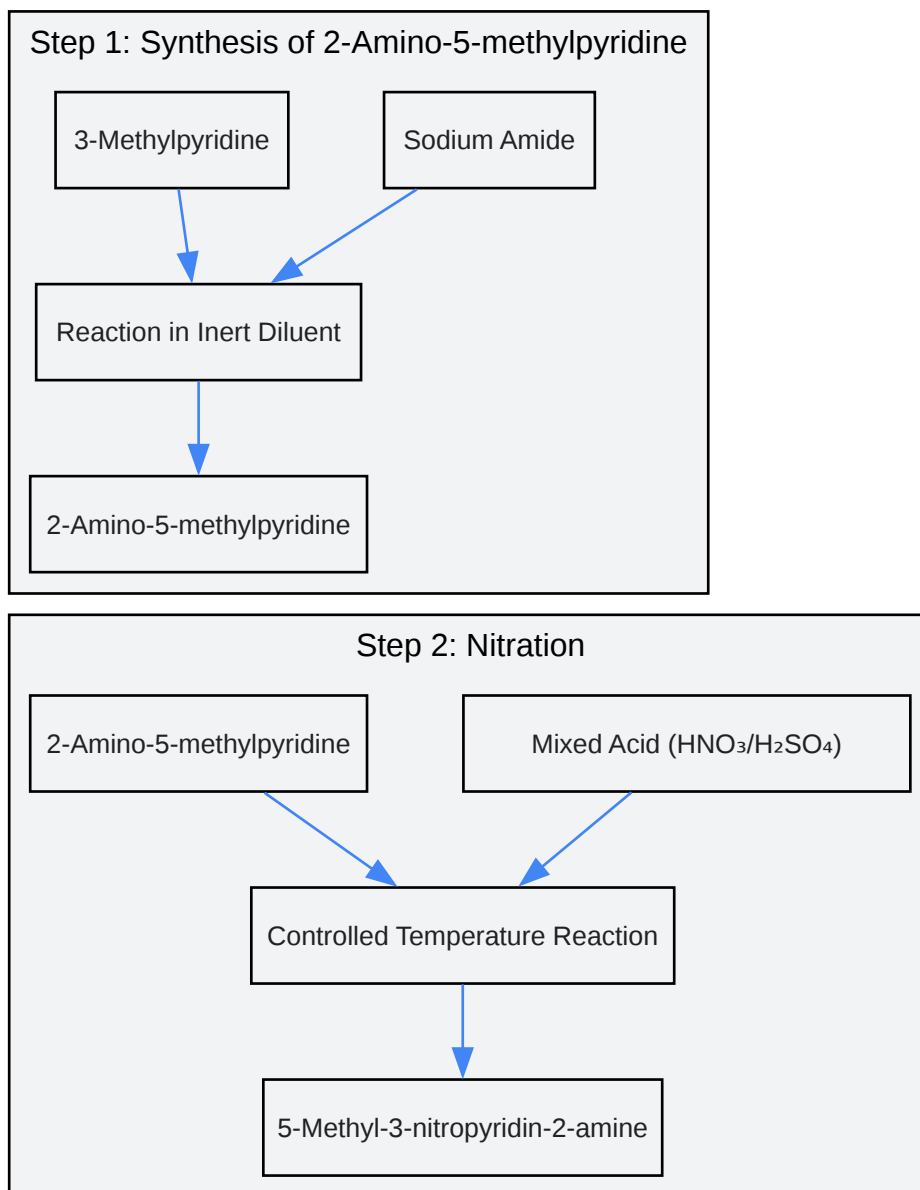 Step 1: Synthesis of 2-Amino-5-methylpyridine
3-Methylpyridine
Sodium Amide
Reaction in Inert Diluent
2-Amino-5-methylpyridine
Step 2: Nitration
2-Amino-5-methylpyridine
Mixed Acid (HNO₃/H₂SO₄)
Controlled Temperature Reaction
5-Methyl-3-nitropyridin-2-amine